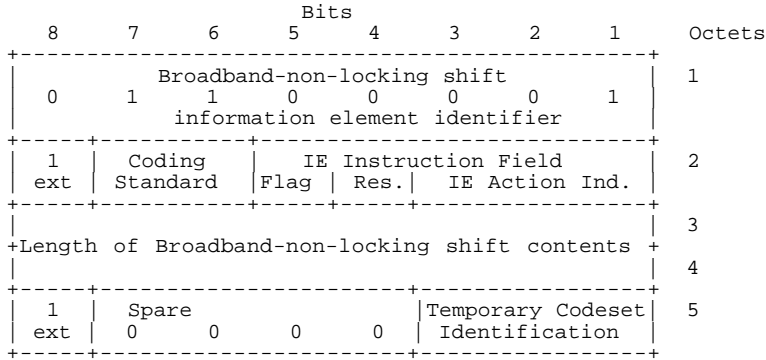 Bits
8 7 6 5 4 3 2 1 Octets
Broadband-non-locking shift 1
0 1 1 0 0 0 0 1
information element identifier
1 Coding IE Instruction Field 2
ext Standard Flag Res. IE Action Ind.
3
Length of Broadband-non-locking shift contents
4
1 Spare Temporary Codeset 5
ext 0 0 0 0 Identification